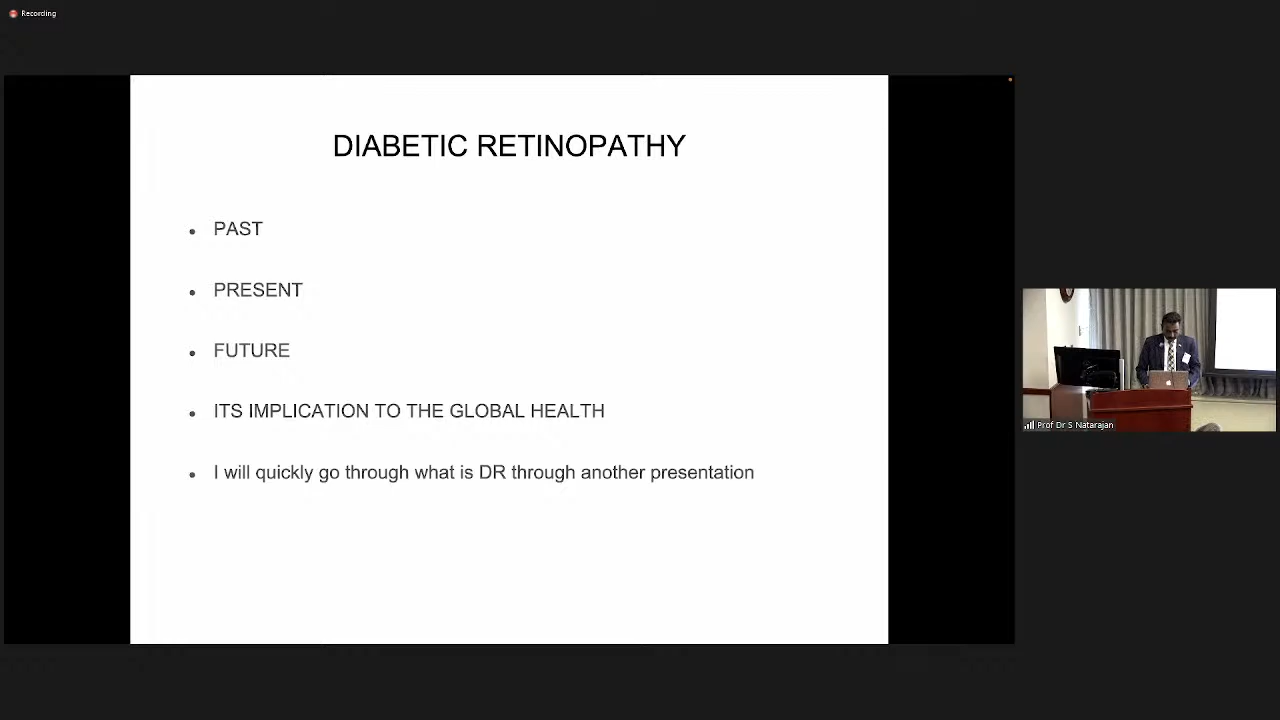 Recording
DIABETIC RETINOPATHY
PAST
PRESENT
FUTURE
ITS IMPLICATION TO THE GLOBAL HEALTH
I will quickly go through what is DR through another presentation
Prof Dr S Natarajan